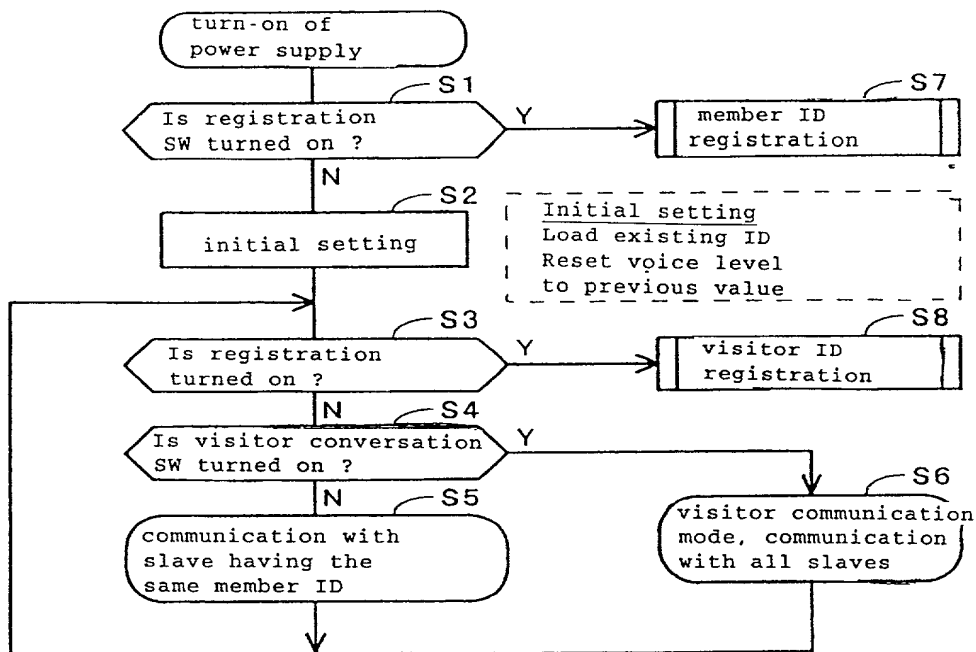 turn-on of
power supply
S1
Is registration
SW turned on ?
Y
S7
member ID
registration
N
S2
initial setting
Initial setting
Load existing ID
Reset voice level
to previous value
S3
Is registration
turned on ?
Y
S8
visitor ID
registration
N
S4
Is visitor conversation
SW turned on ?
Y
N
S5
communication with
slave having the
same member ID
S6
visitor communication
mode, communication
with all slaves